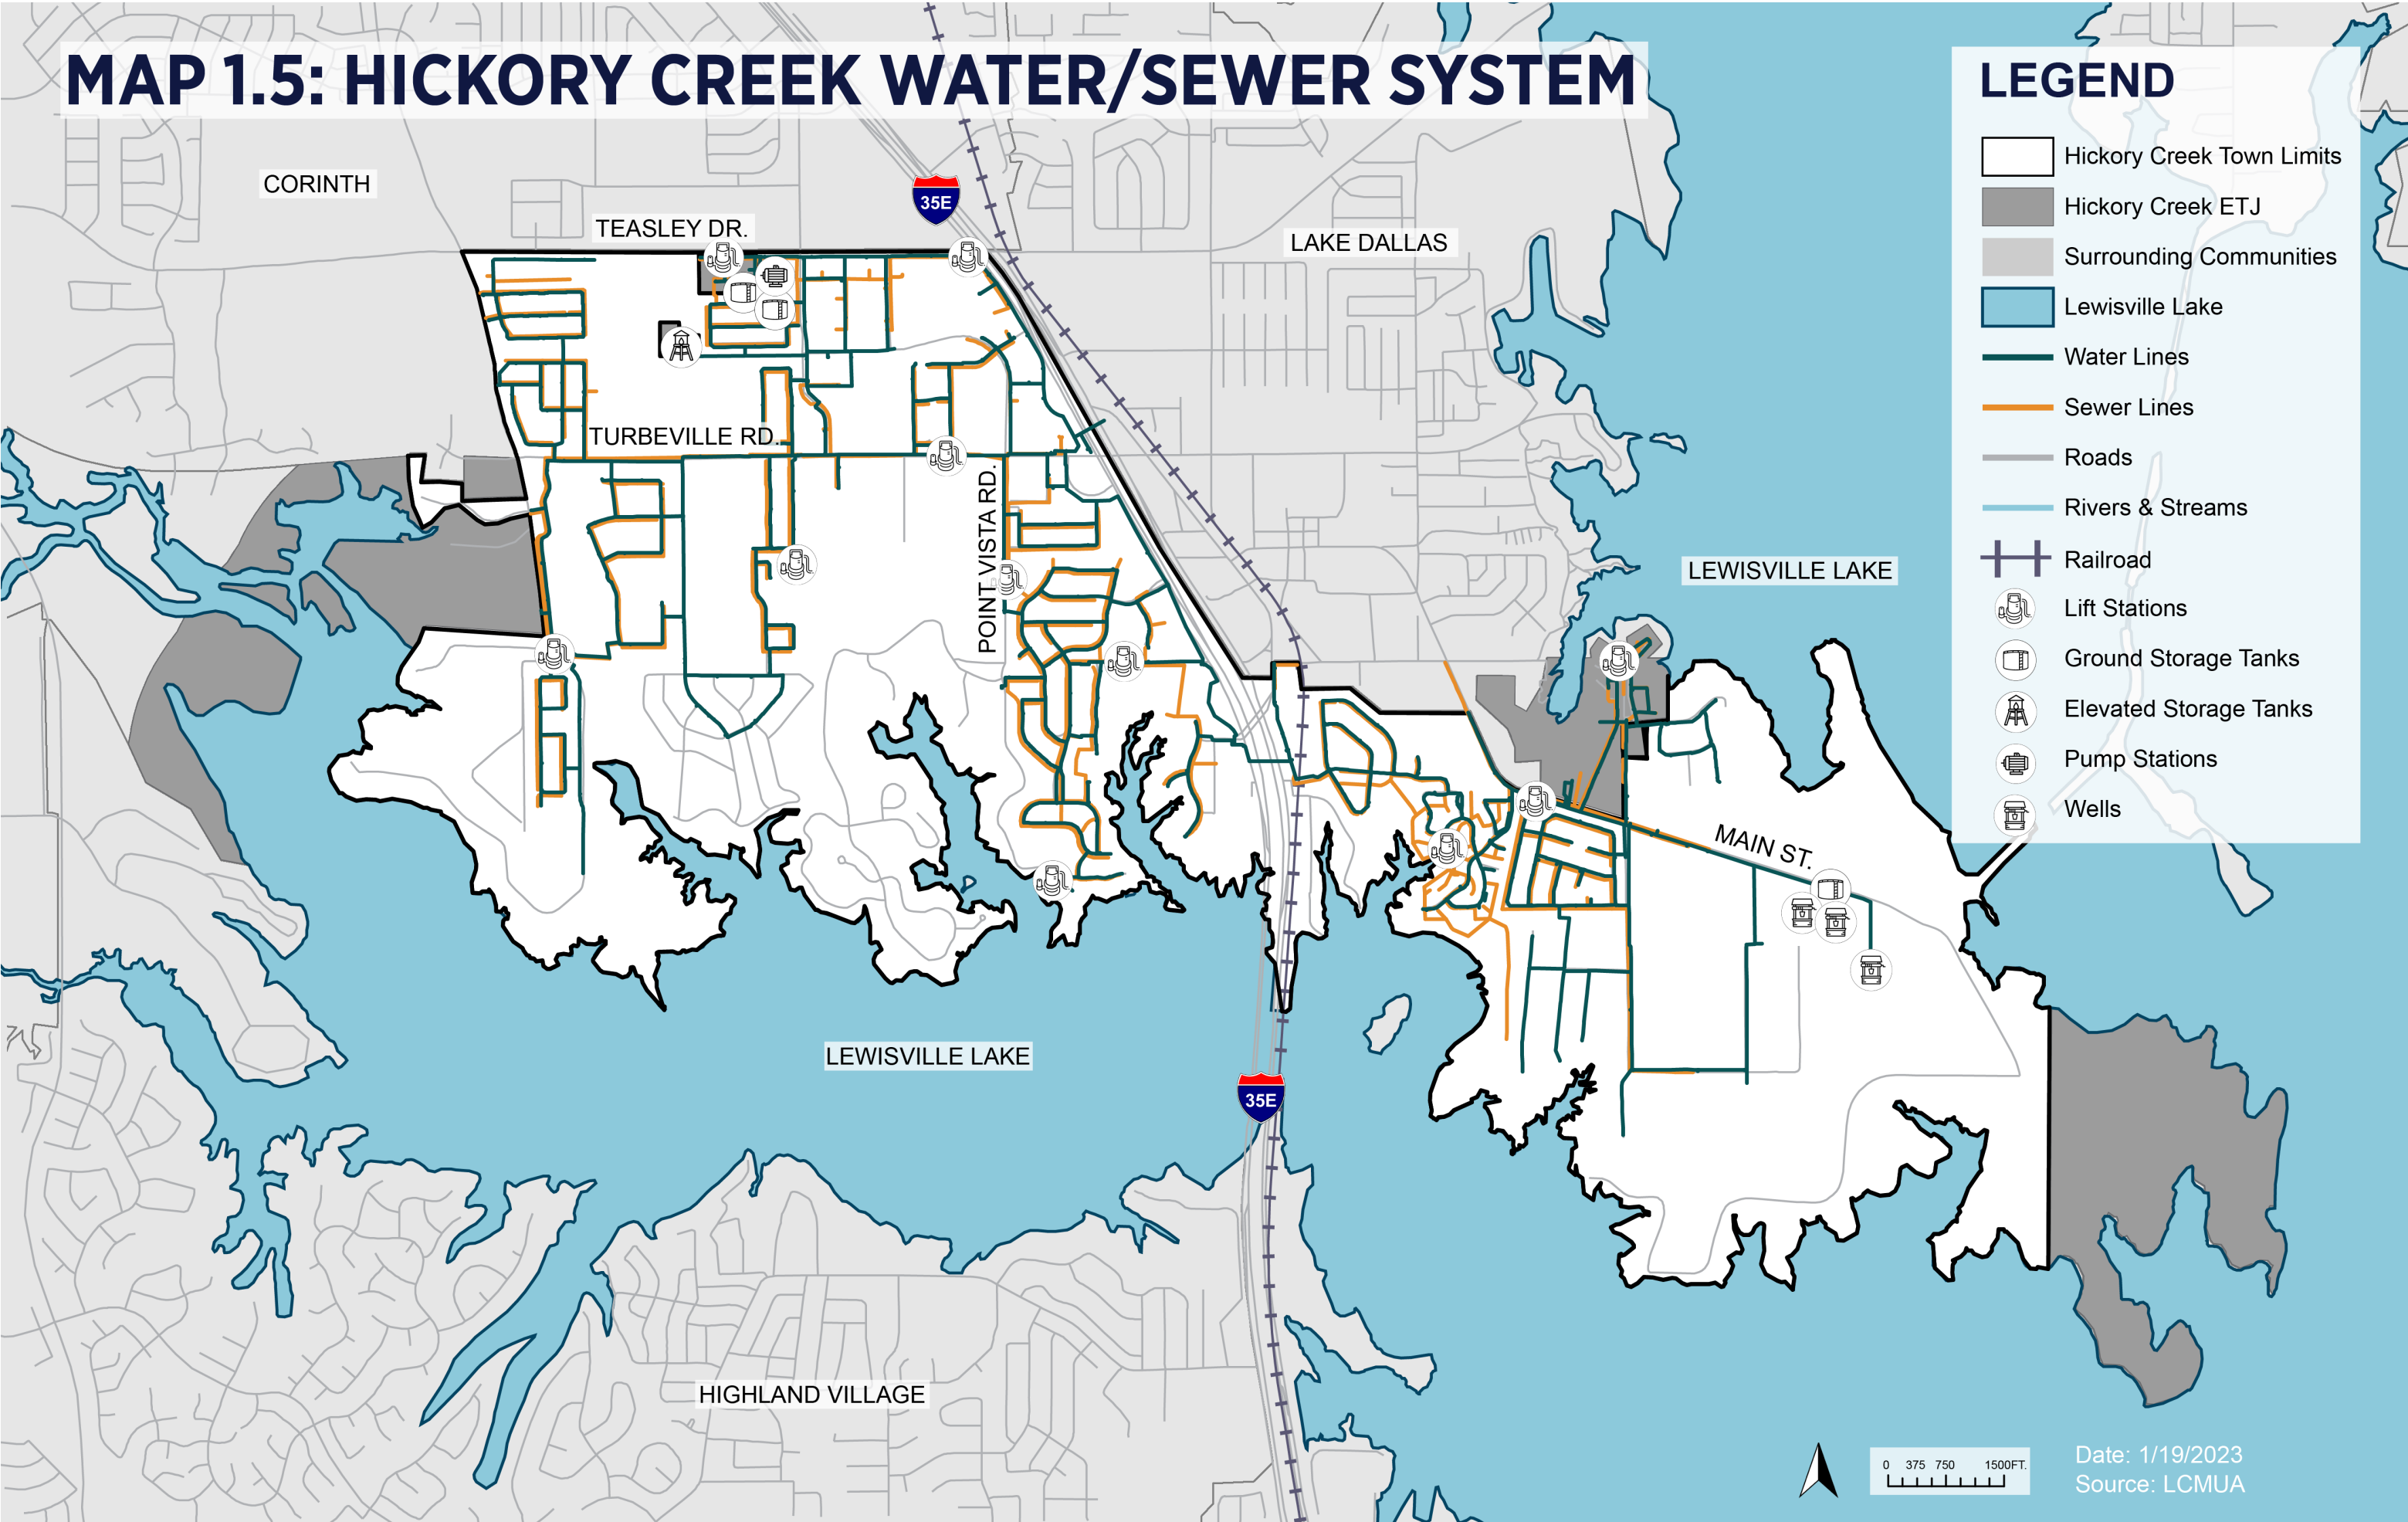 MAP 1.5: HICKORY CREEK WATER/SEWER SYSTEM
LEGEND
Hickory Creek Town Limits
Hickory Creek ETJ
Surrounding Communities
Lewisville Lake
Water Lines
Sewer Lines
Roads
Rivers & Streams
Railroad
Lift Stations
Ground Storage Tanks
Elevated Storage Tanks
Pump Stations
Wells
CORINTH
35E
TEASLEY DR.
LAKE DALLAS
TURBEVILLE RD.
POINT VISTA RD.
LEWISVILLE LAKE
MAIN ST.
LEWISVILLE LAKE
35E
HIGHLAND VILLAGE
0 375 750 1500FT.
Date: 1/19/2023
Source: LCMUA